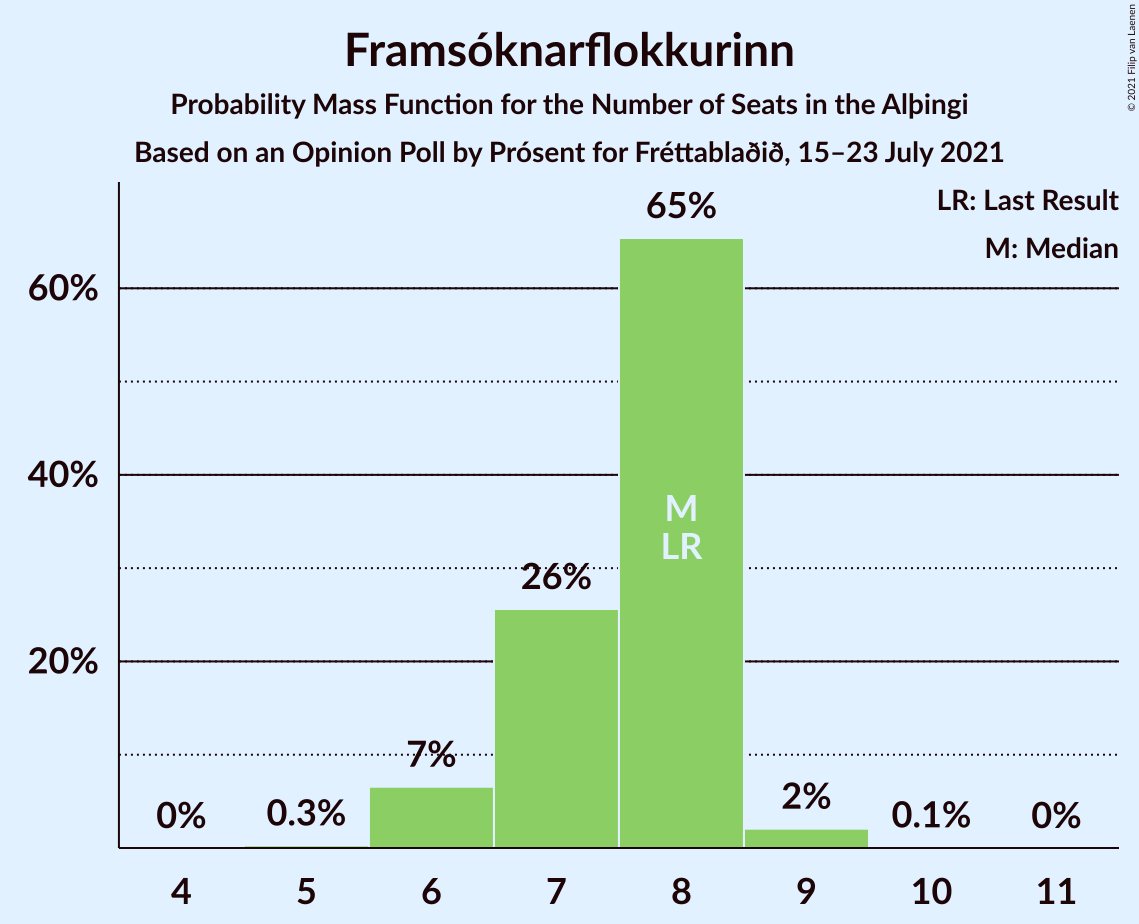 Framsóknarflokkurinn
Probability Mass Function for the Number of Seats in the Alþingi
Based on an Opinion Poll by Prósent for Fréttablaðið, 15–23 July 2021
© 2021 Filip van Laenen
LR: Last Result
M: Median
60%
40%
20%
0%
0.3%
7%
26%
65%
M
LR
2%
0.1%
0%
4
5
6
7
8
9
10
11